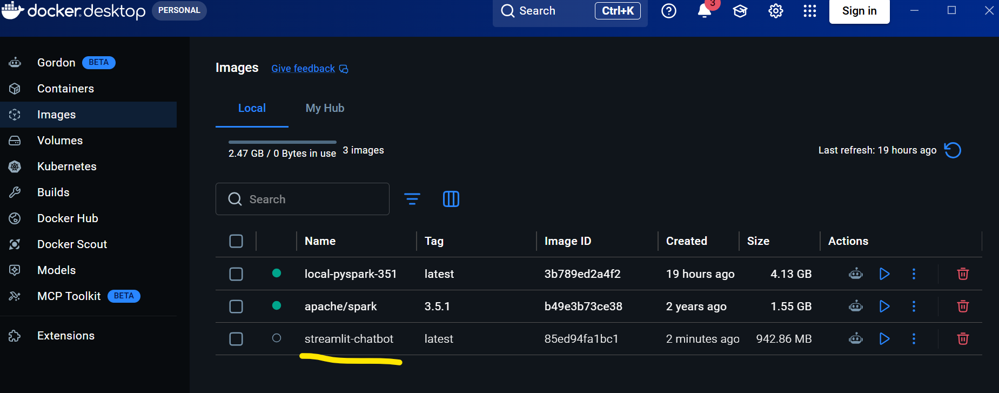 docker.desktop PERSONAL Search Ctrl+K 3 Sign in
Gordon BETA
Containers
Images
Volumes
Kubernetes
Builds
Docker Hub
Docker Scout
Models
MCP Toolkit BETA
Extensions
Images Give feedback
Local My Hub
2.47 GB / 0 Bytes in use 3 images
Last refresh: 19 hours ago
Search
Name Tag Image ID Created Size Actions
local-pyspark-351 latest 3b789ed2a4f2 19 hours ago 4.13 GB
apache/spark 3.5.1 b49e3b73ce38 2 years ago 1.55 GB
streamlit-chatbot latest 85ed94fa1bc1 2 minutes ago 942.86 MB